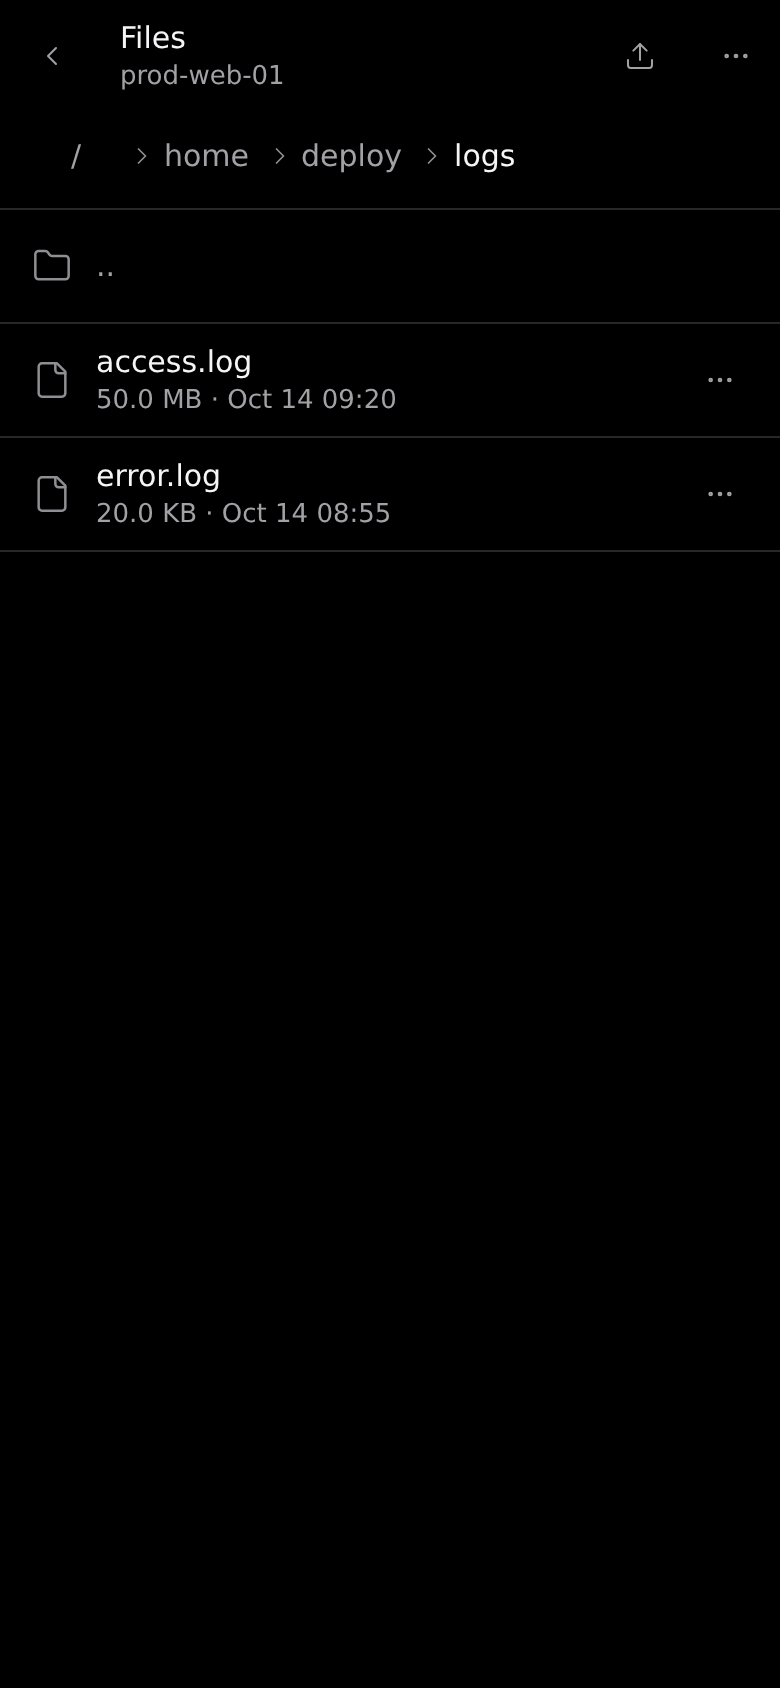 Files
prod-web-01
/ home deploy logs
..
access.log
50.0 MB · Oct 14 09:20
error.log
20.0 KB · Oct 14 08:55